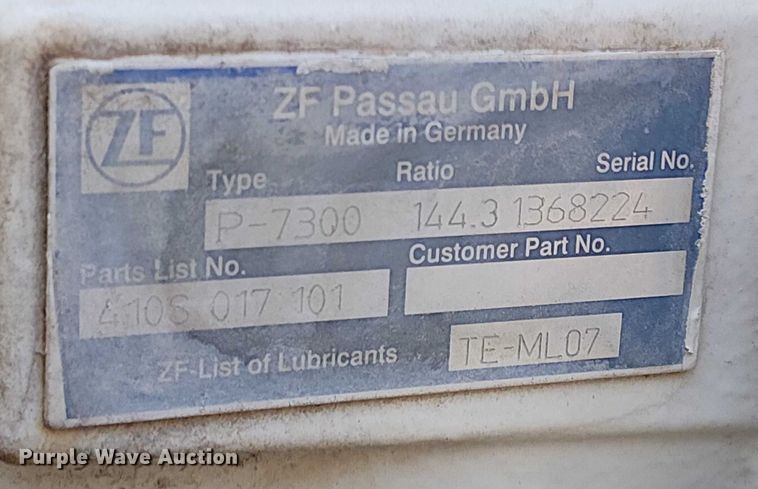 ZF
ZF Passau GmbH
Made in Germany
Type Ratio Serial No.
P-7300 144.3 1368224
Parts List No. Customer Part No.
410S 017 101
ZF-List of Lubricants TE-ML07
Purple Wave Auction